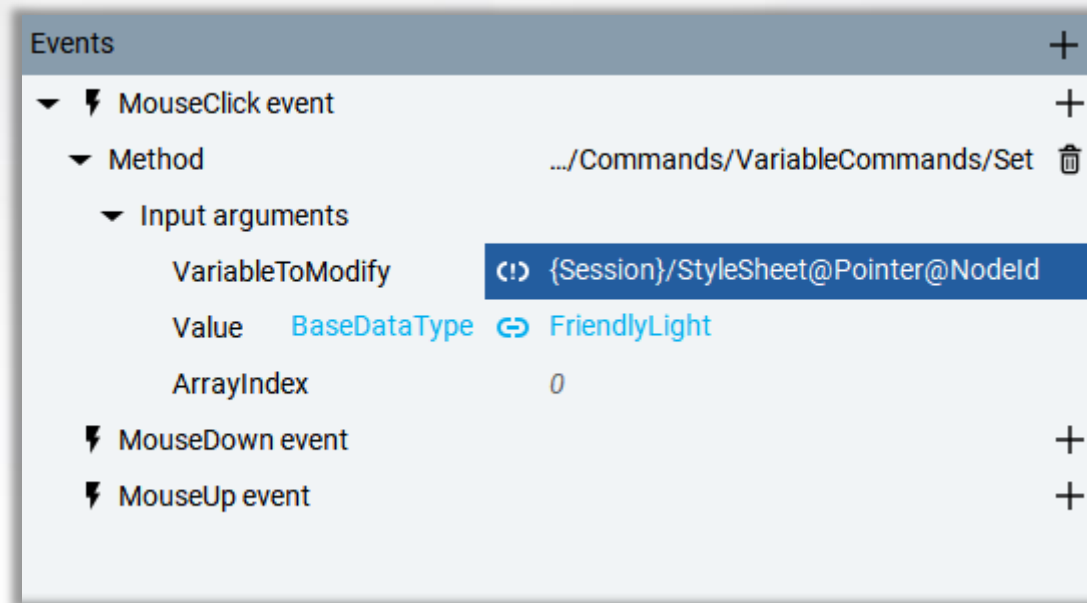 Events
MouseClick event
Method …/Commands/VariableCommands/Set
Input arguments
VariableToModify {Session}/StyleSheet@Pointer@NodeId
Value BaseDataType FriendlyLight
ArrayIndex 0
MouseDown event
MouseUp event